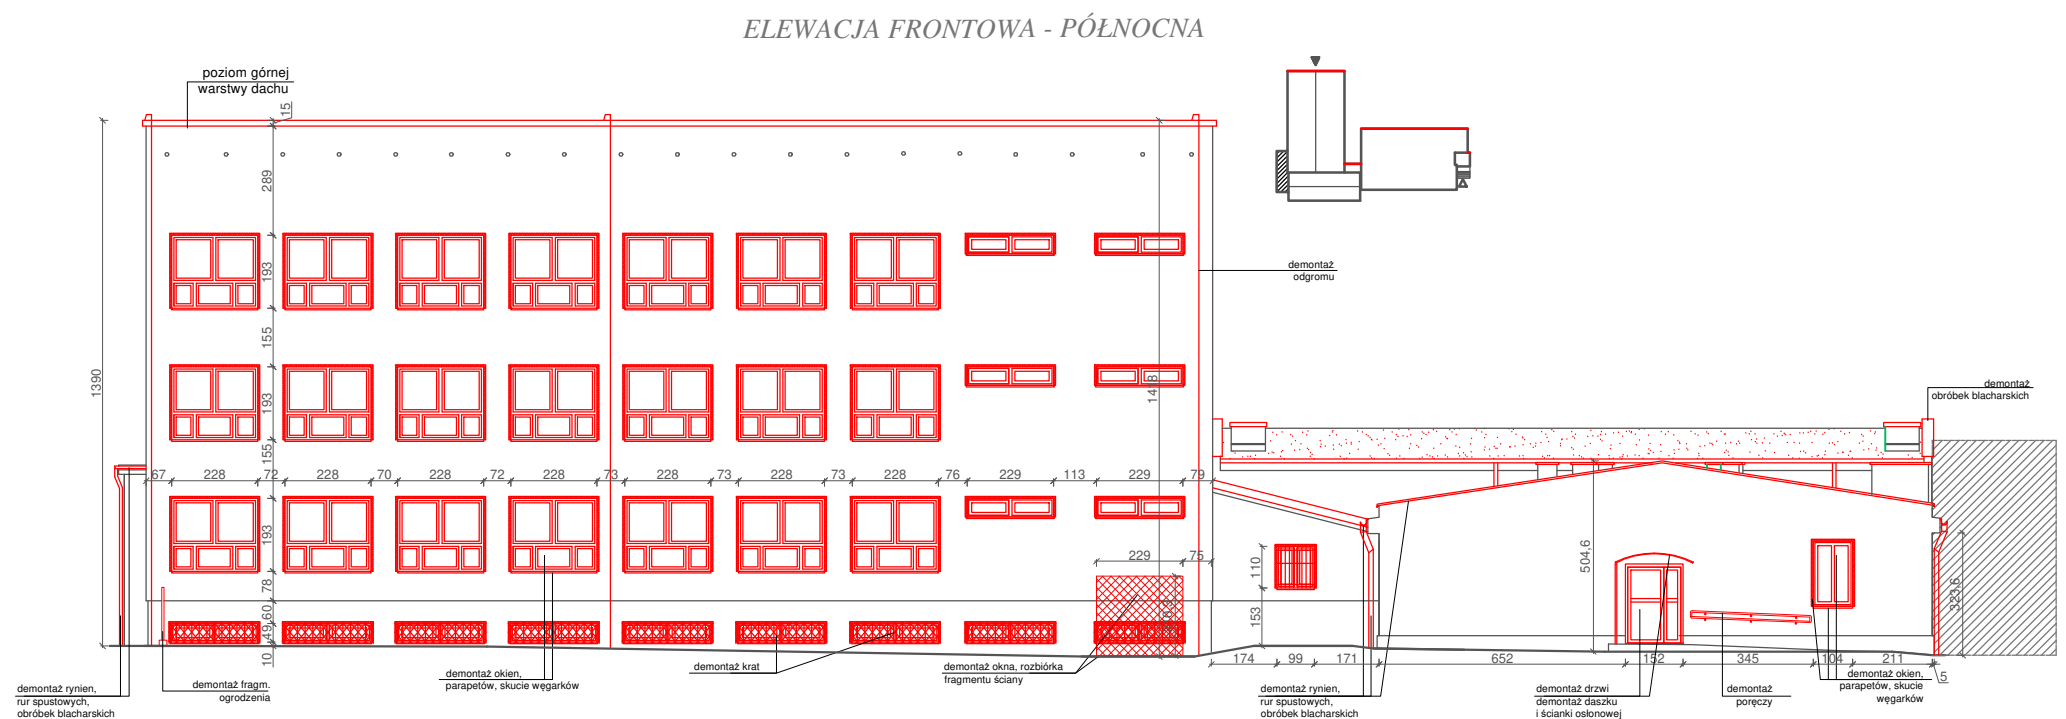 ELEWACJA FRONTOWA - PÓŁNOCNA
poziom górnej
warstwy dachu
15
289
193
155
193
155
193
78
60
49
10
1390
1418
67 228 72 228 70 228 72 228 73 228 73 228 73 228 76 229 113 229 79
229 75
110
153
504,6
323,6
174 99 171 652 152 345 104 211
5
demontaż
odgromu
demontaż
obróbek blacharskich
demontaż rynien,
rur spustowych,
obróbek blacharskich
demontaż fragm.
ogrodzenia
demontaż okien,
parapetów, skucie węgarków
demontaż krat
demontaż okna, rozbiórka
fragmentu ściany
demontaż rynien,
rur spustowych,
obróbek blacharskich
demontaż drzwi
demontaż daszku
i ścianki osłonowej
demontaż
poręczy
demontaż okien,
parapetów, skucie
węgarków